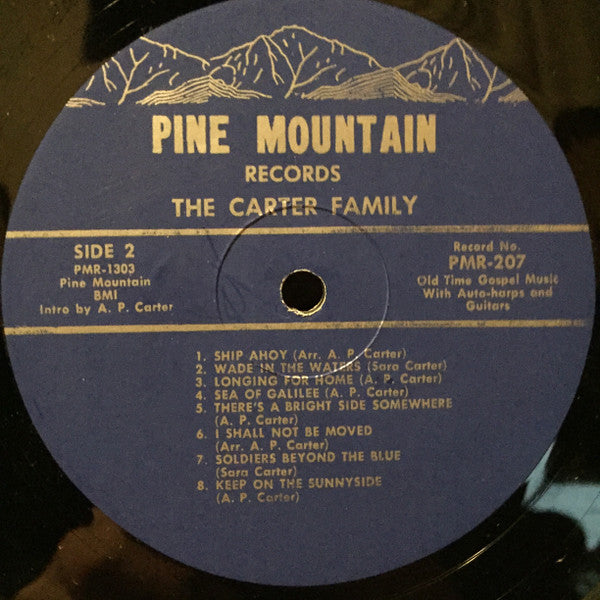 PINE MOUNTAIN
RECORDS
THE CARTER FAMILY
SIDE 2
PMR-1303
Pine Mountain
BMI
Intro by A. P. Carter
Record No.
PMR-207
Old Time Gospel Music
With Auto-harps and
Guitars
1. SHIP AHOY (Arr. A. P. Carter)
2. WADE IN THE WATERS (Sara Carter)
3. LONGING FOR HOME (A. P. Carter)
4. SEA OF GALILEE (A. P. Carter)
5. THERE'S A BRIGHT SIDE SOMEWHERE
(A. P. Carter)
6. I SHALL NOT BE MOVED
(Arr. A. P. Carter)
7. SOLDIERS BEYOND THE BLUE
(Sara Carter)
8. KEEP ON THE SUNNYSIDE
(A. P. Carter)